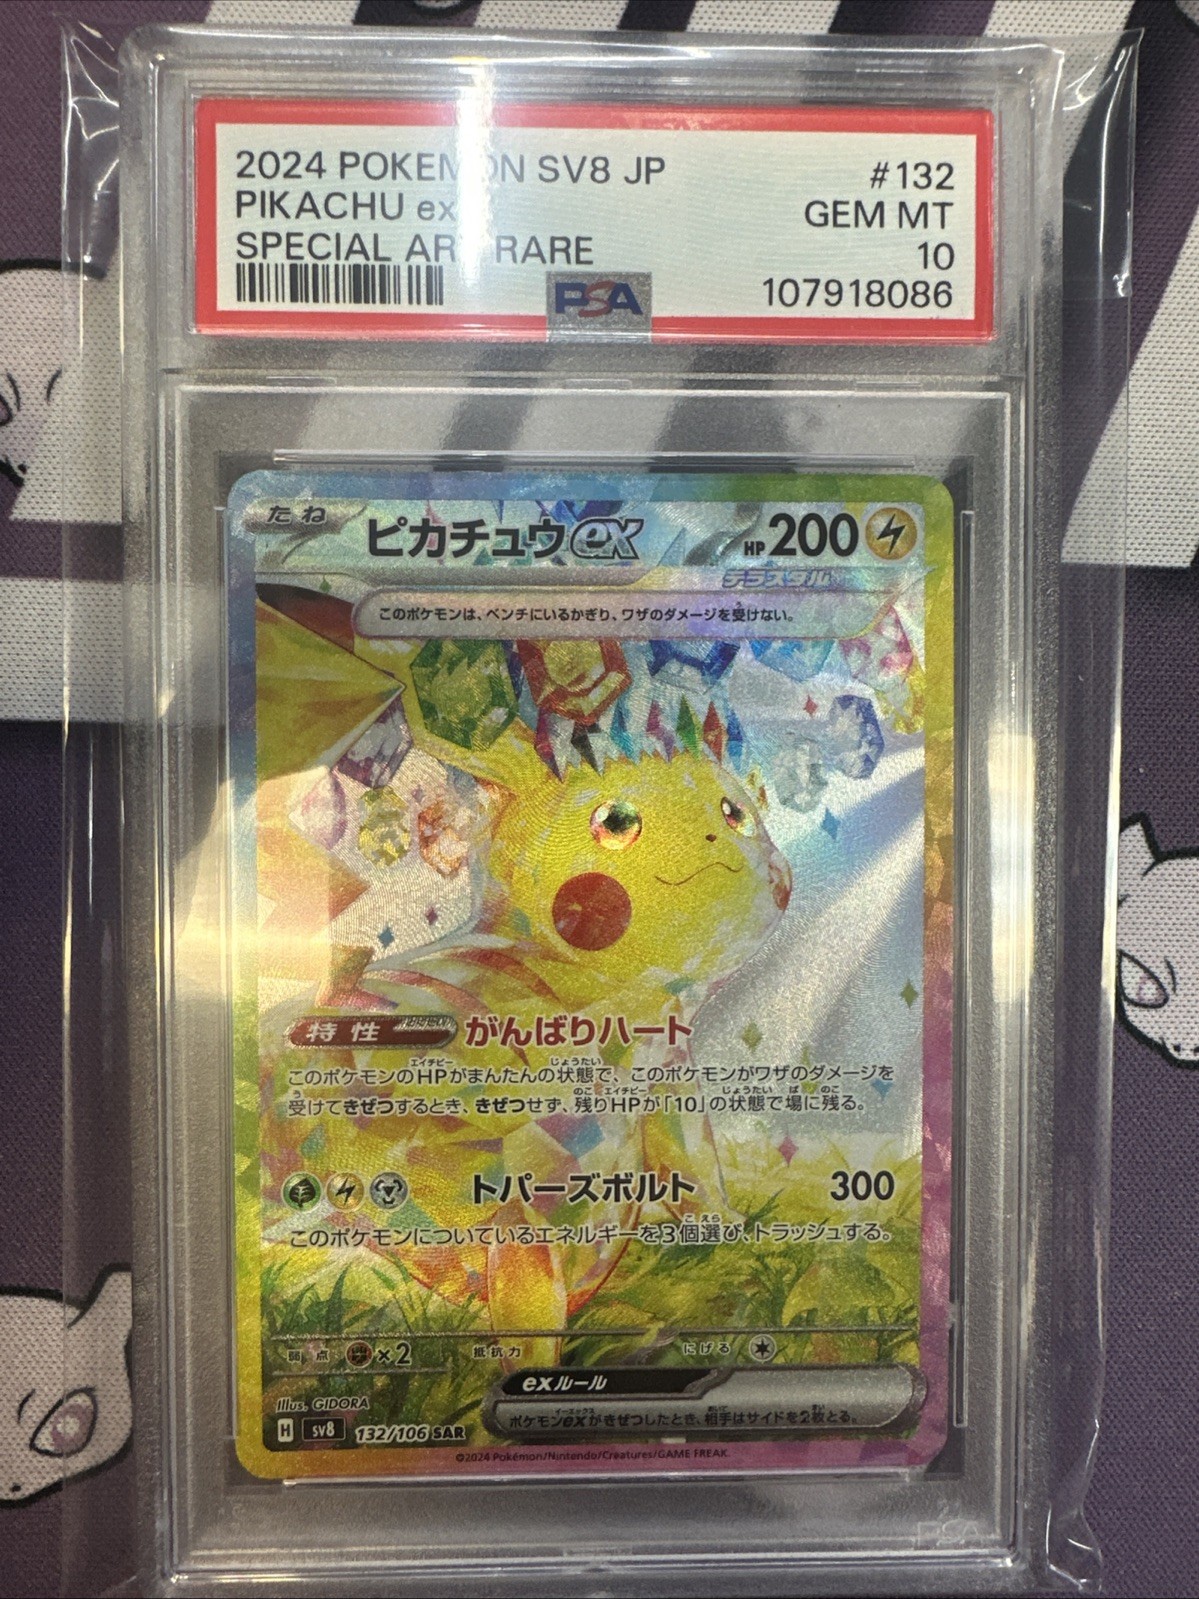 2024 POKEMON SV8 JP #132
PIKACHU ex GEM MT
SPECIAL ART RARE 10
PSA 107918086
たね ピカチュウex HP 200
テラスタル
このポケモンは、ベンチにいるかぎり、ワザのダメージを受けない。
特性 がんばりハート
このポケモンのHPがまんたんの状態で、このポケモンがワザのダメージを
受けてきぜつするとき、きぜつせず、残りHPが「10」の状態で場に残る。
トパーズボルト 300
このポケモンについているエネルギーを3個選び、トラッシュする。
弱点 ×2 抵抗力 にげる
exルール
ポケモンexがきぜつしたとき、相手はサイドを2枚とる。
Illus. GIDORA
H sv8 132/106 SAR
©2024 Pokémon/Nintendo/Creatures/GAME FREAK.
PSA